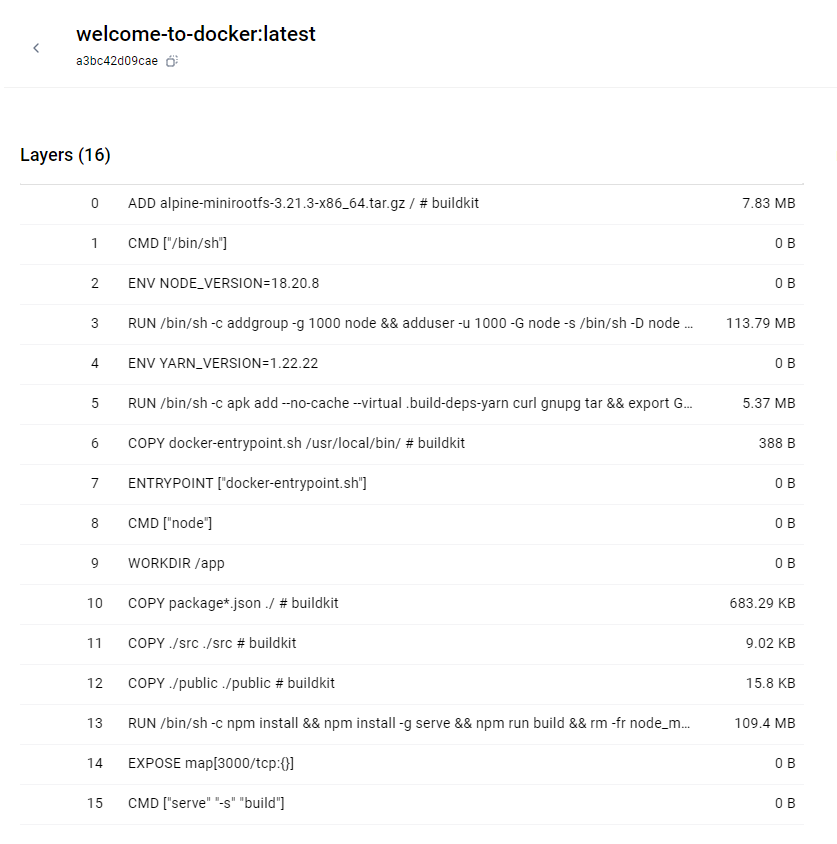 welcome-to-docker:latest
a3bc42d09cae
Layers (16)
0 ADD alpine-minirootfs-3.21.3-x86_64.tar.gz / # buildkit 7.83 MB
1 CMD ["/bin/sh"] 0 B
2 ENV NODE_VERSION=18.20.8 0 B
3 RUN /bin/sh -c addgroup -g 1000 node && adduser -u 1000 -G node -s /bin/sh -D node ... 113.79 MB
4 ENV YARN_VERSION=1.22.22 0 B
5 RUN /bin/sh -c apk add --no-cache --virtual .build-deps-yarn curl gnupg tar && export G... 5.37 MB
6 COPY docker-entrypoint.sh /usr/local/bin/ # buildkit 388 B
7 ENTRYPOINT ["docker-entrypoint.sh"] 0 B
8 CMD ["node"] 0 B
9 WORKDIR /app 0 B
10 COPY package*.json ./ # buildkit 683.29 KB
11 COPY ./src ./src # buildkit 9.02 KB
12 COPY ./public ./public # buildkit 15.8 KB
13 RUN /bin/sh -c npm install && npm install -g serve && npm run build && rm -fr node_m... 109.4 MB
14 EXPOSE map[3000/tcp:{}] 0 B
15 CMD ["serve" "-s" "build"] 0 B